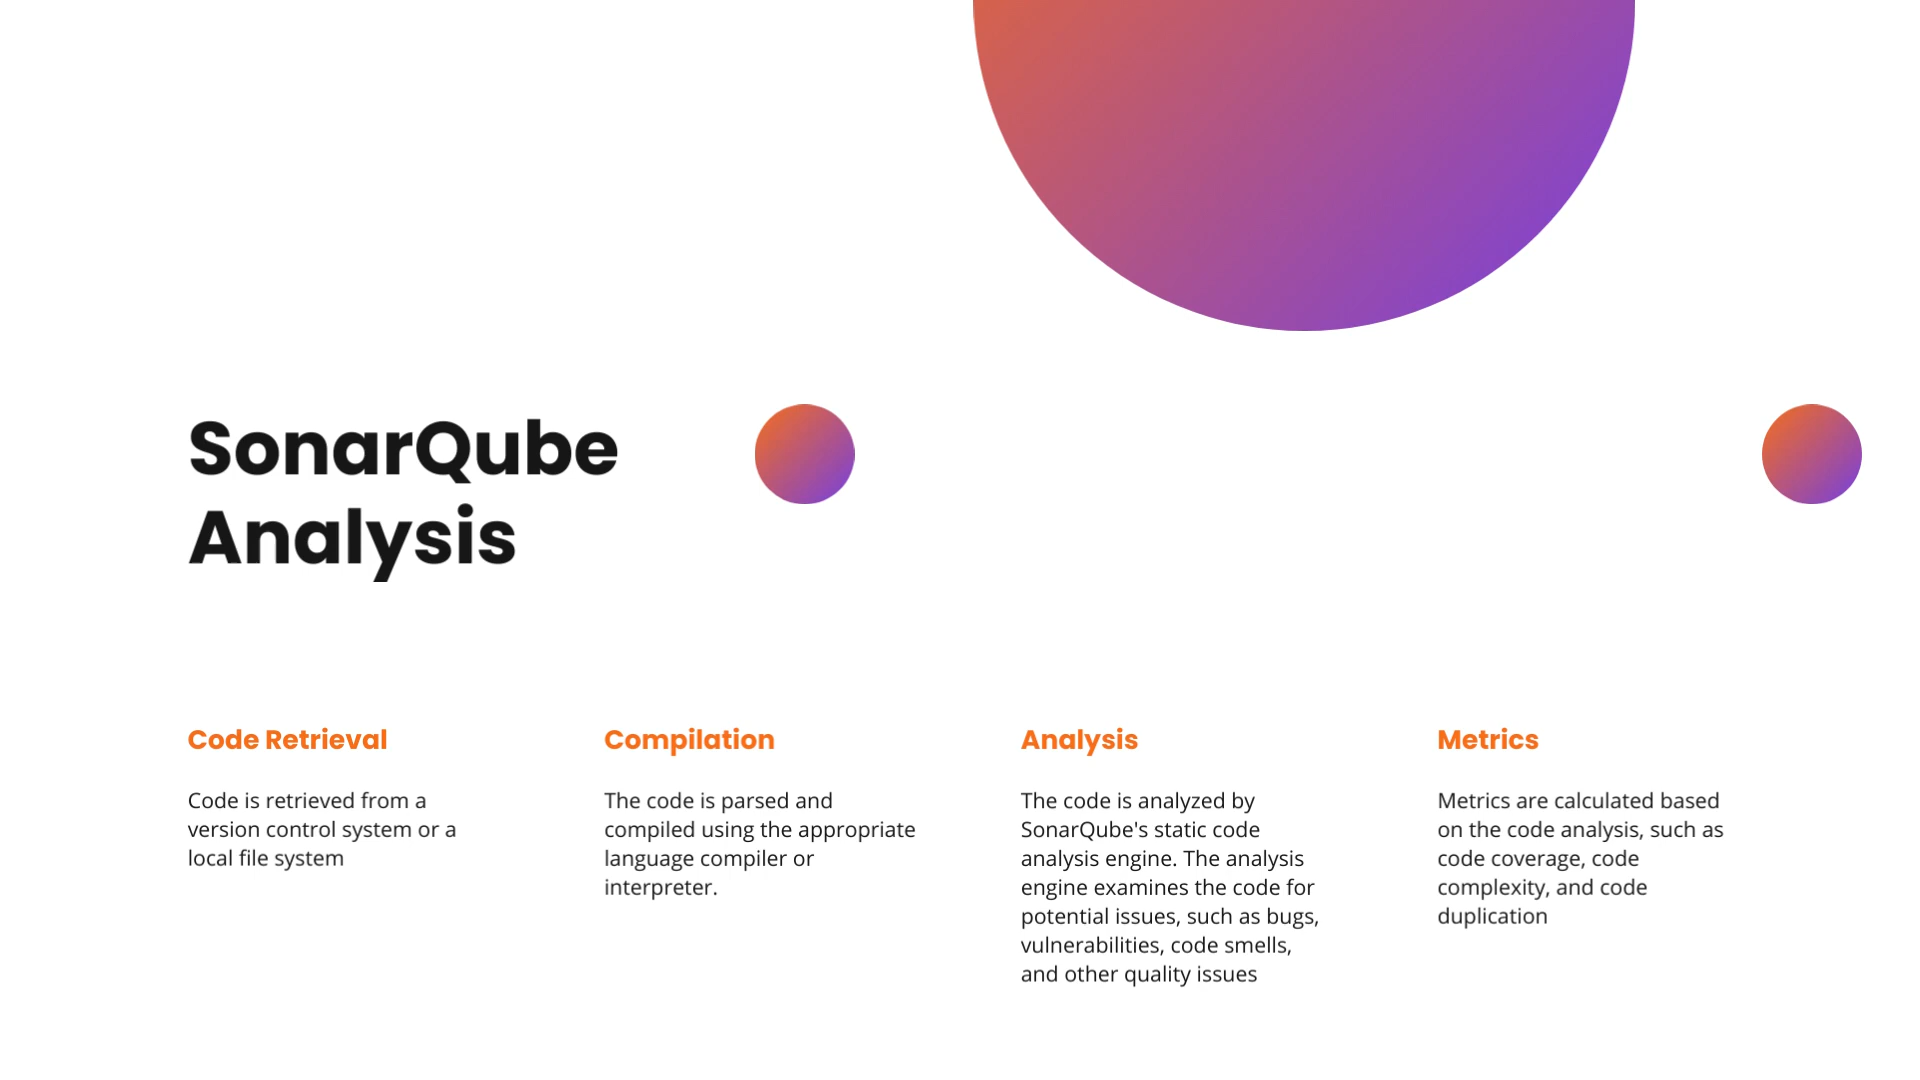 SonarQube
Analysis
Code Retrieval
Code is retrieved from a
version control system or a
local file system
Compilation
The code is parsed and
compiled using the appropriate
language compiler or
interpreter.
Analysis
The code is analyzed by
SonarQube's static code
analysis engine. The analysis
engine examines the code for
potential issues, such as bugs,
vulnerabilities, code smells,
and other quality issues
Metrics
Metrics are calculated based
on the code analysis, such as
code coverage, code
complexity, and code
duplication